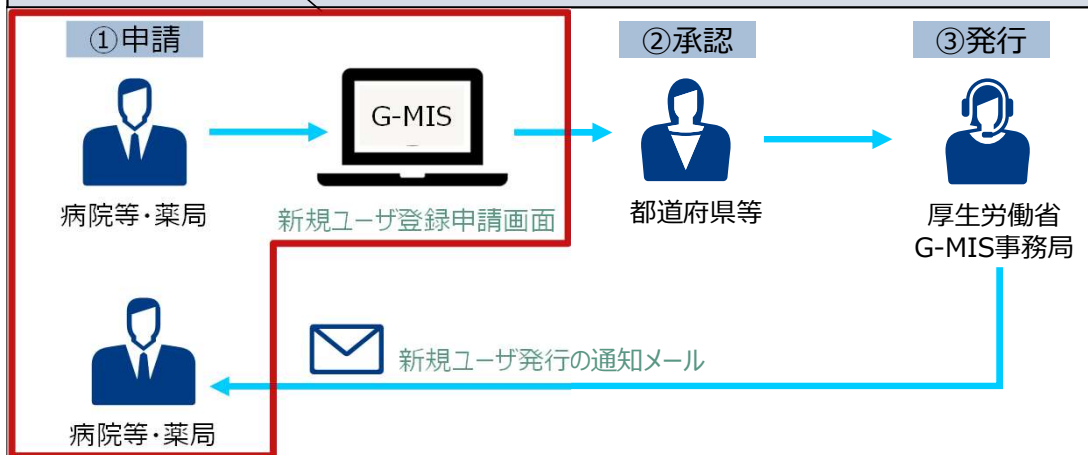 ①申請
②承認
③発行
G-MIS
病院等・薬局
新規ユーザ登録申請画面
都道府県等
厚生労働省
G-MIS事務局
新規ユーザ発行の通知メール
病院等・薬局